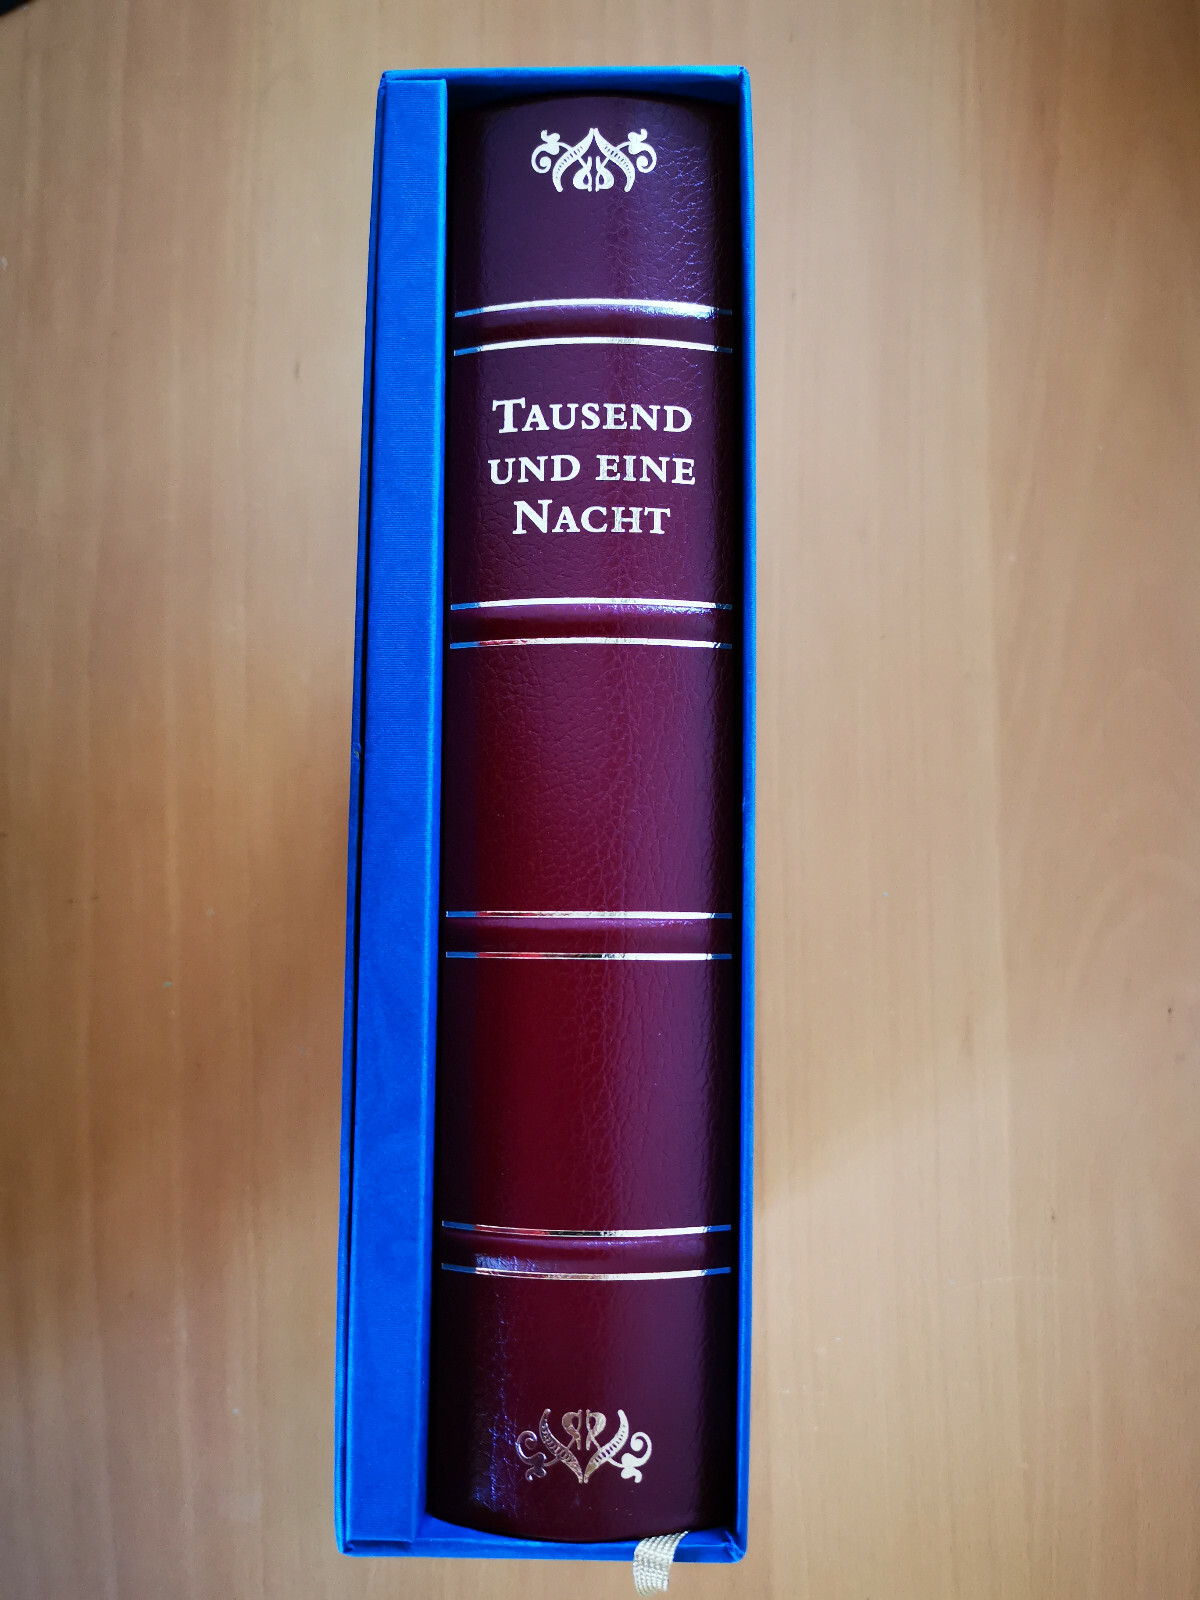 TAUSEND
UND EINE
NACHT